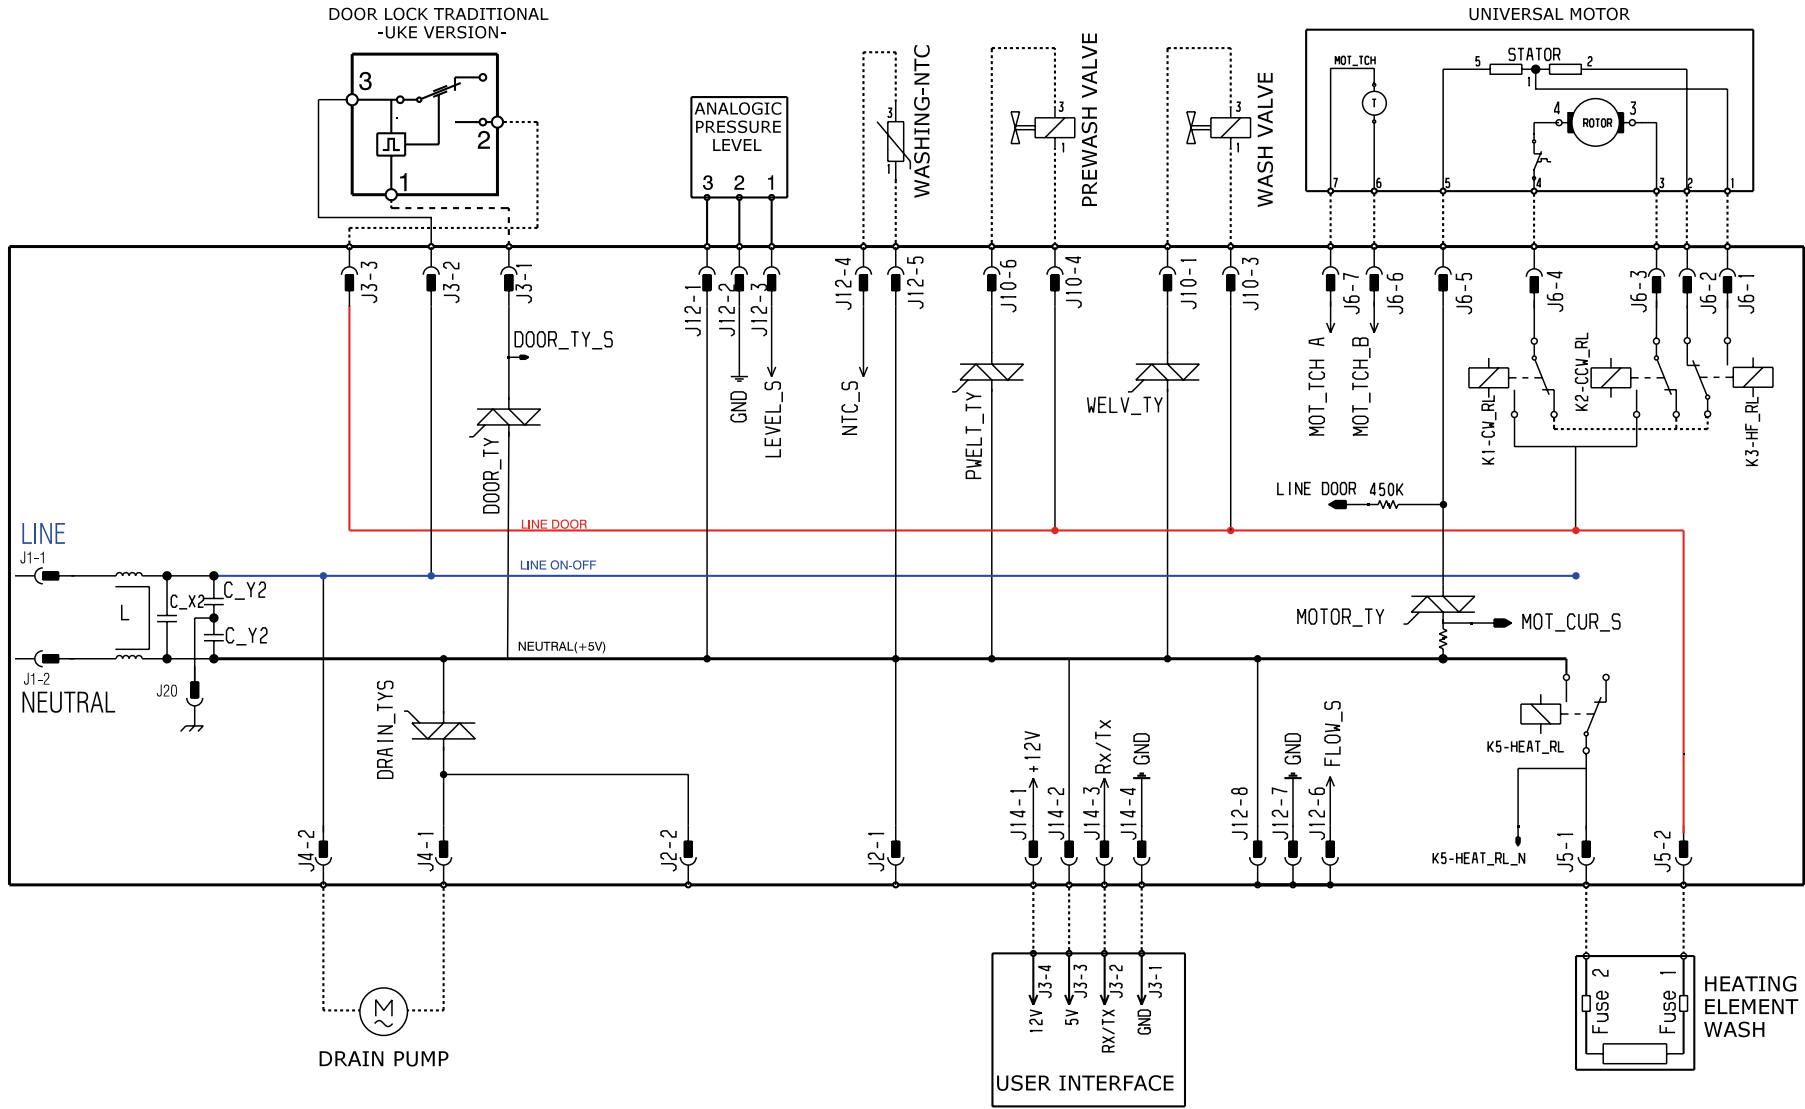 DOOR LOCK TRADITIONAL
-UKE VERSION-
3
2
1
ANALOGIC
PRESSURE
LEVEL
3 2 1
3
1
WASHING-NTC
3
1
PREWASH VALVE
3
1
WASH VALVE
UNIVERSAL MOTOR
MOT_TCH
T
STATOR
5
2
1
4
ROTOR
3
7 6 5 4 3 2 1
J3-3
J3-2
J3-1
J12-1
J12-2
J12-3
J12-4
J12-5
J10-6
J10-4
J10-1
J10-3
J6-7
J6-6
J6-5
J6-4
J6-3
J6-2
J6-1
DOOR_TY_S
DOOR_TY
GND
LEVEL_S
NTC_S
PWELT_TY
WELV_TY
MOT_TCH A
MOT_TCH_B
K1-CW_RL
K2-CCW_RL
K3-HF_RL
LINE DOOR 450K
LINE DOOR
LINE
J1-1
LINE ON-OFF
L
C_X2
C_Y2
C_Y2
MOTOR_TY
MOT_CUR_S
NEUTRAL(+5V)
J1-2
NEUTRAL
J20
DRAIN_TYS
K5-HEAT_RL
K5-HEAT_RL_N
+12V
Rx/Tx
GND
GND
FLOW_S
J4-2
J4-1
J2-2
J2-1
J14-1
J14-2
J14-3
J14-4
J12-8
J12-7
J12-6
J5-1
J5-2
M
DRAIN PUMP
J3-4
J3-3
J3-2
J3-1
12V
5V
RX/TX
GND
USER INTERFACE
Fuse 2
Fuse 1
HEATING
ELEMENT
WASH